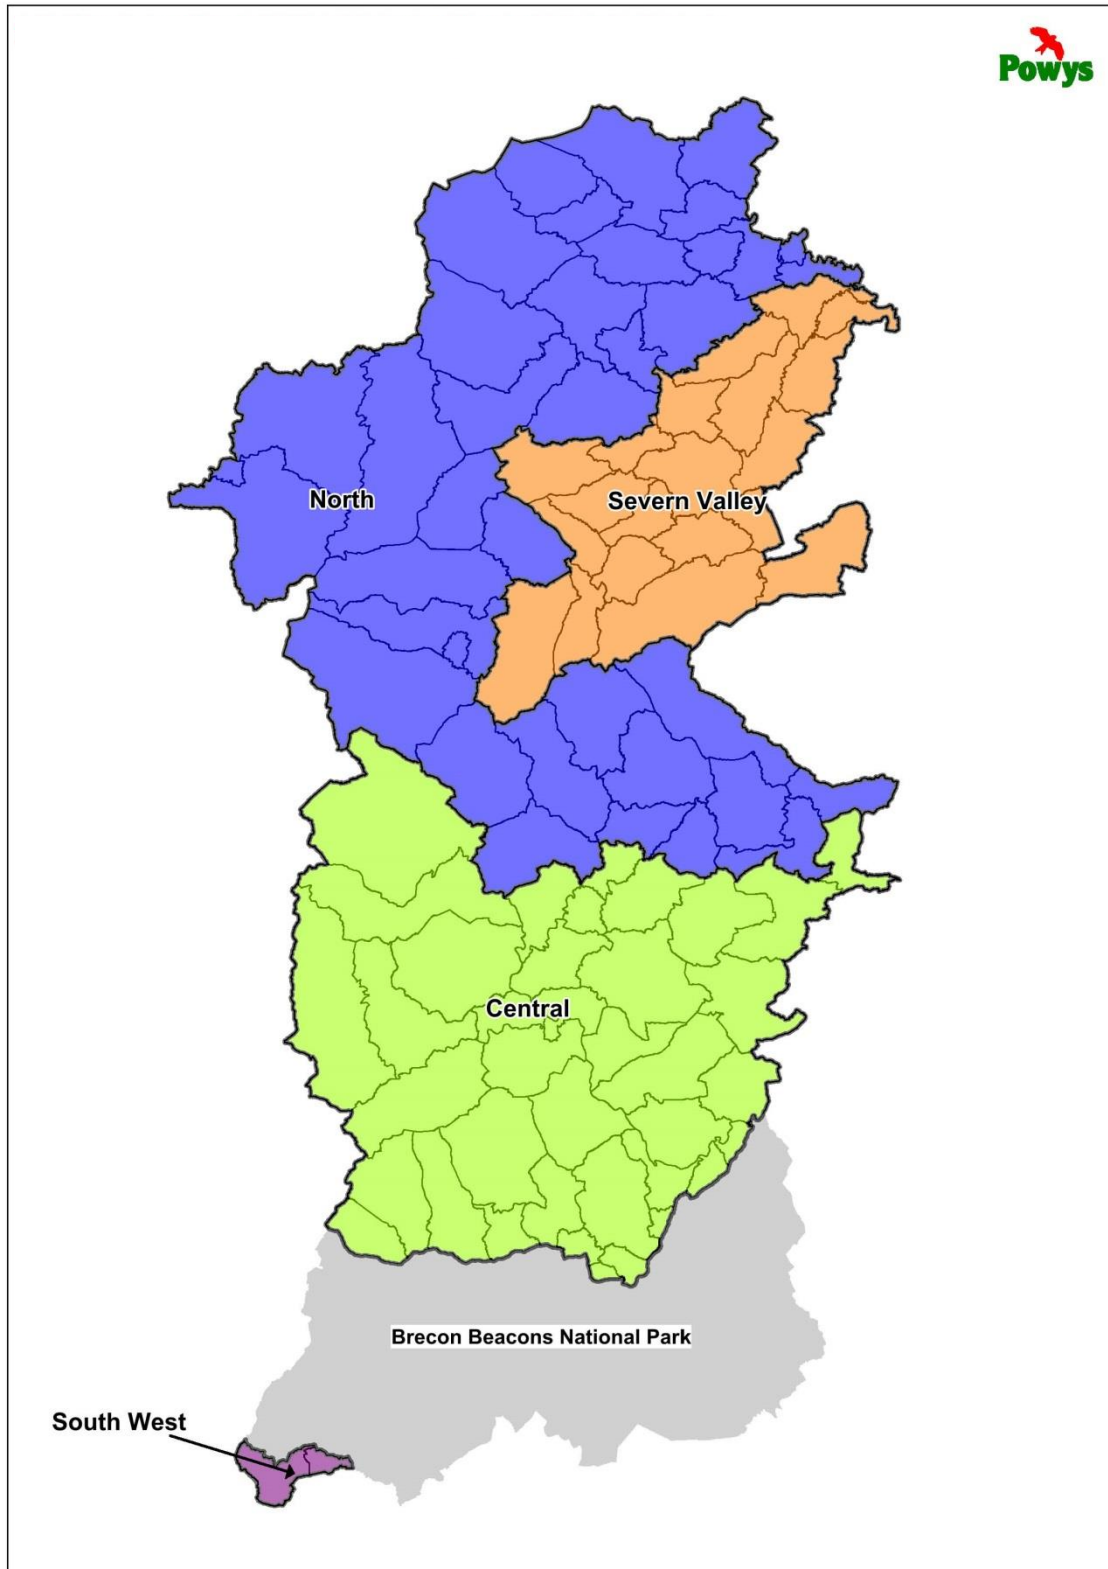 Powys
North
Severn Valley
Central
Brecon Beacons National Park
South West